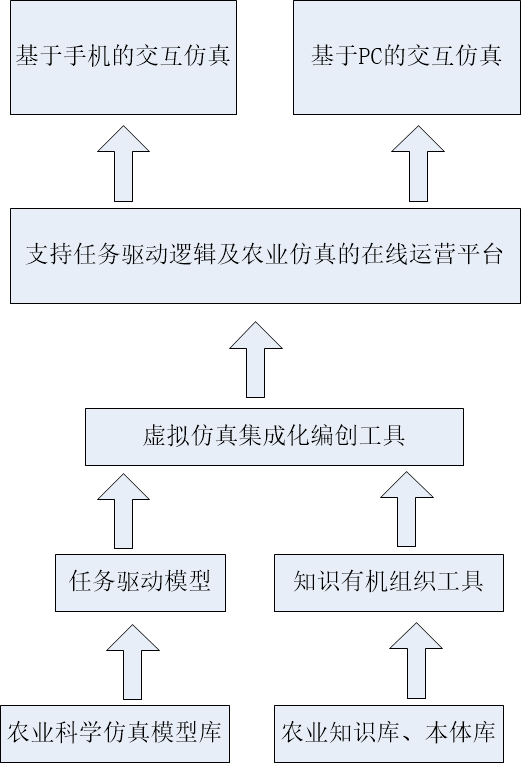 基于手机的交互仿真
基于PC的交互仿真
支持任务驱动逻辑及农业仿真的在线运营平台
虚拟仿真集成化编创工具
任务驱动模型
知识有机组织工具
农业科学仿真模型库
农业知识库、本体库